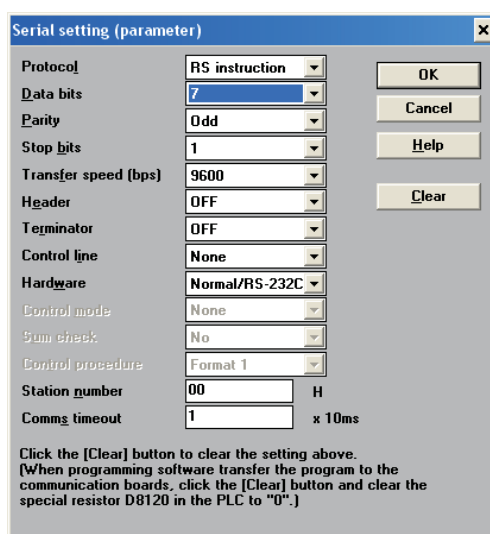 Serial setting (parameter)
Protocol RS instruction OK
Data bits 7
Cancel
Parity Odd
Stop bits 1 Help
Transfer speed (bps) 9600
Header OFF Clear
Terminator OFF
Control line None
Hardware Normal/RS-232C
Control mode None
Sum check No
Control procedure Format 1
Station number 00 H
Comms timeout 1 x 10ms
Click the [Clear] button to clear the setting above.
(When programming software transfer the program to the
communication boards, click the [Clear] button and clear the
special resistor D8120 in the PLC to "0".)